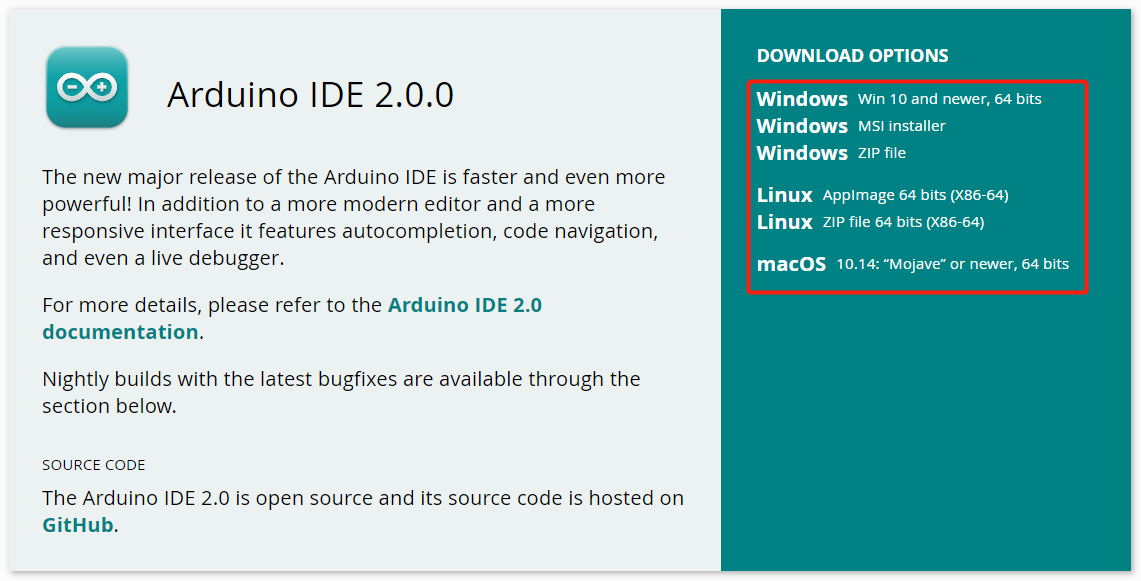 Arduino IDE 2.0.0
The new major release of the Arduino IDE is faster and even more
powerful! In addition to a more modern editor and a more
responsive interface it features autocompletion, code navigation,
and even a live debugger.
For more details, please refer to the Arduino IDE 2.0
documentation.
Nightly builds with the latest bugfixes are available through the
section below.
SOURCE CODE
The Arduino IDE 2.0 is open source and its source code is hosted on
GitHub.
DOWNLOAD OPTIONS
Windows Win 10 and newer, 64 bits
Windows MSI installer
Windows ZIP file
Linux AppImage 64 bits (X86-64)
Linux ZIP file 64 bits (X86-64)
macOS 10.14: “Mojave” or newer, 64 bits